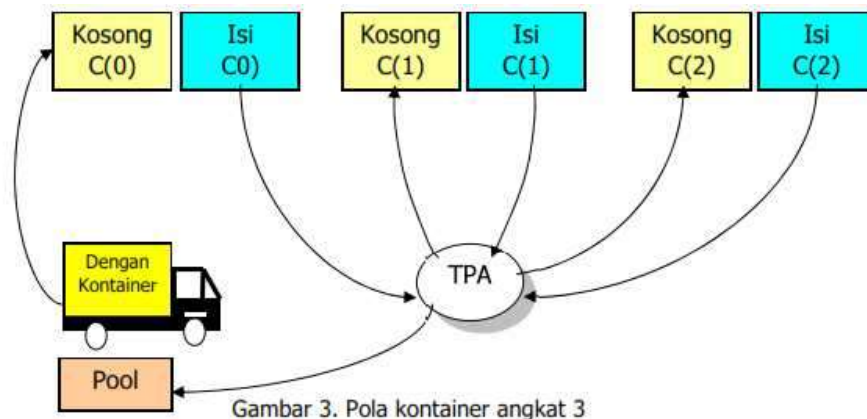 Kosong
C(0)
Isi
C0)
Kosong
C(1)
Isi
C(1)
Kosong
C(2)
Isi
C(2)
Dengan
Kontainer
TPA
Pool
Gambar 3. Pola kontainer angkat 3